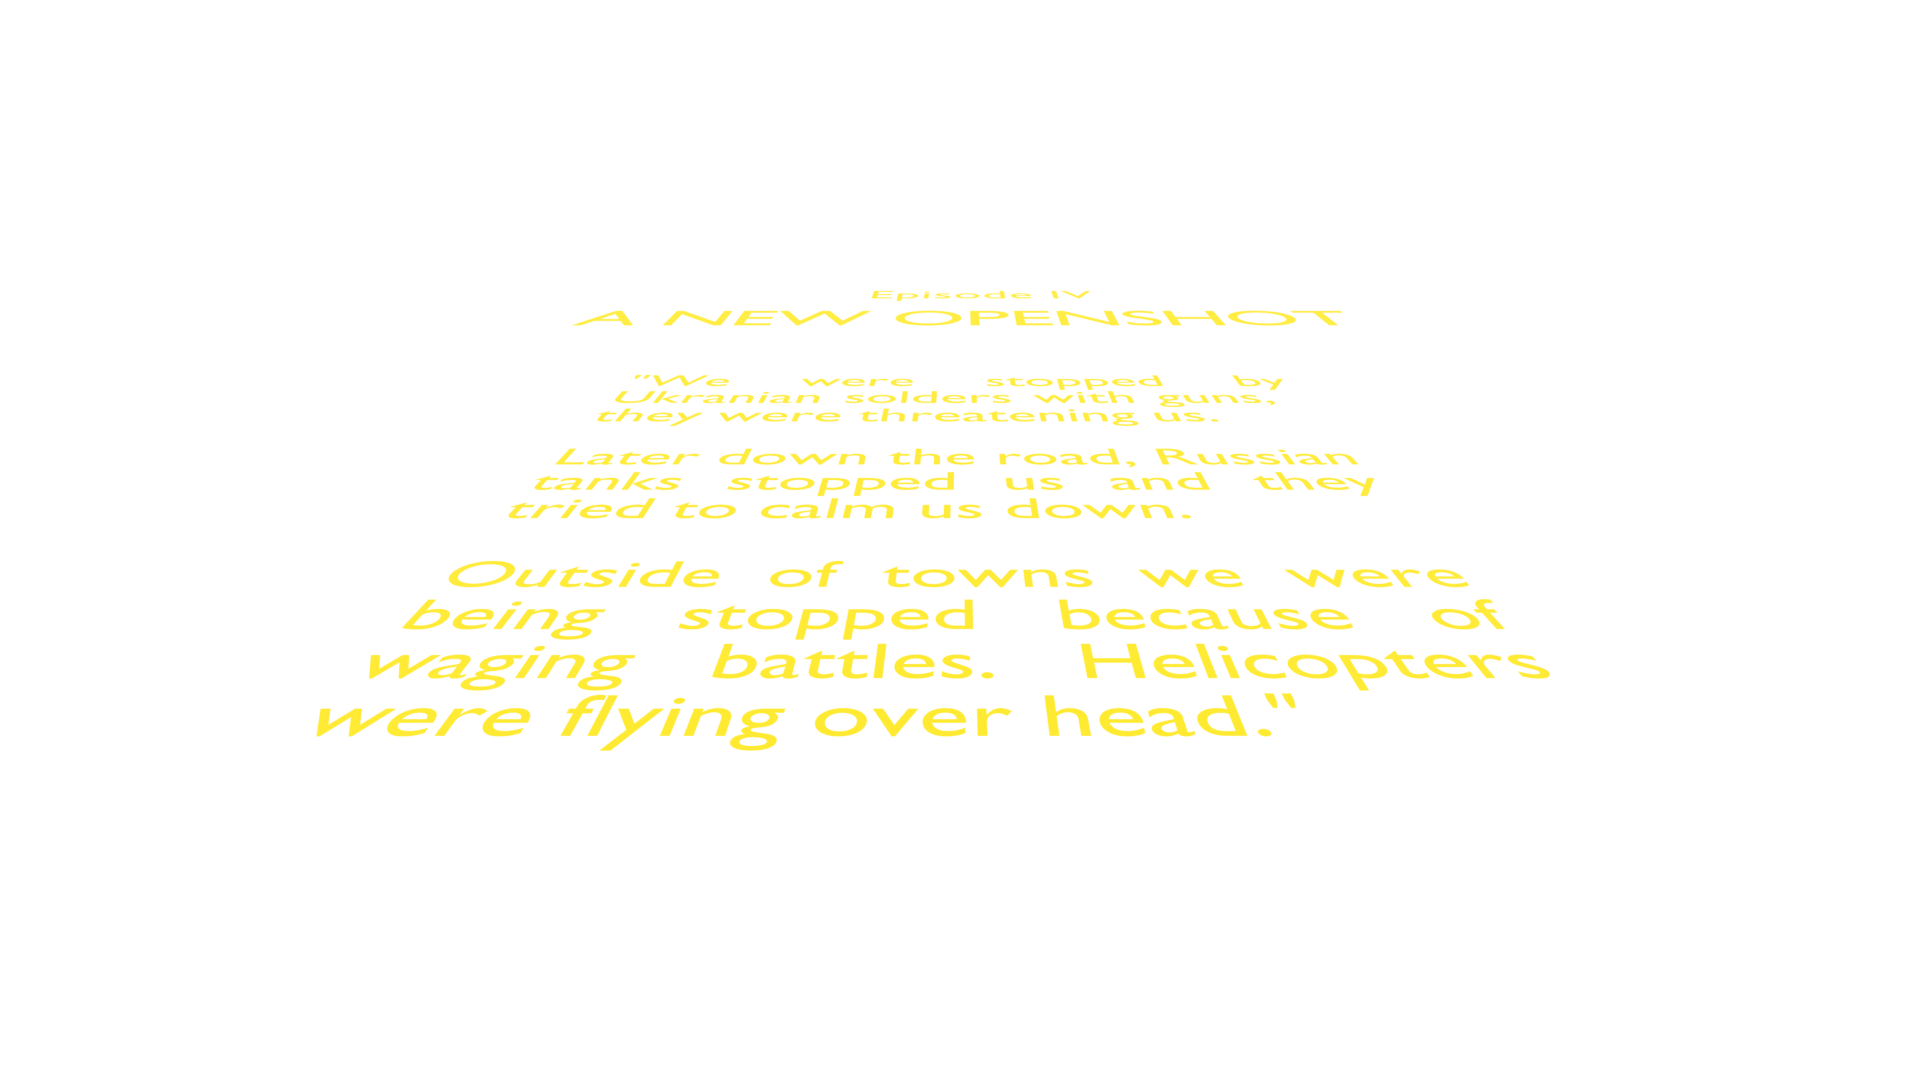 Episode IV
A NEW OPENSHOT
"We were stopped by
Ukranian solders with guns,
they were threatening us.
Later down the road, Russian
tanks stopped us and they
tried to calm us down.
Outside of towns we were
being stopped because of
waging battles. Helicopters
were flying over head."